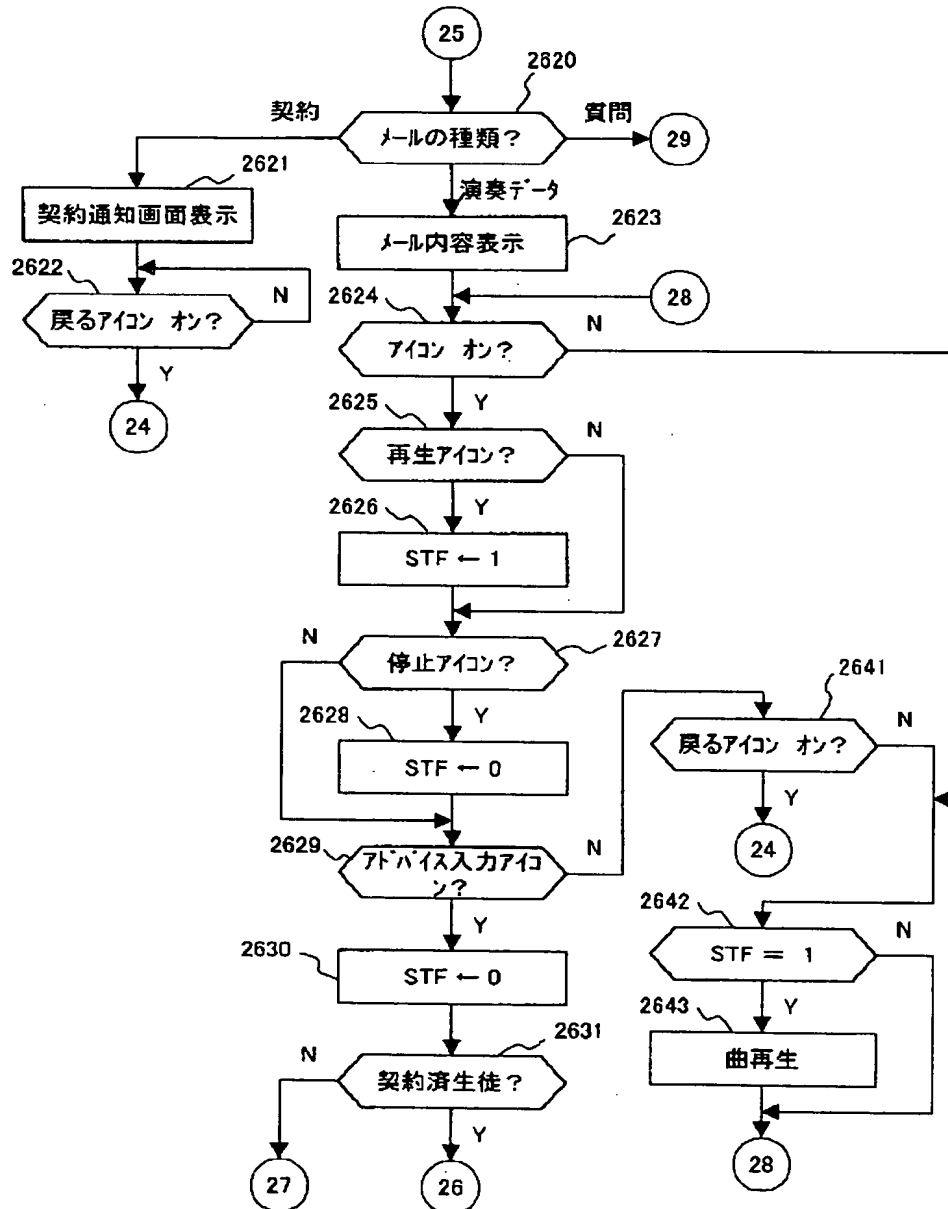 25
2620
契約
質問
メールの種類?
29
2621
演奏データ
契約通知画面表示
2623
メール内容表示
2622
N
28
2624
N
戻るアイコン オン?
アイコン オン?
Y
Y
24
2625
N
再生アイコン?
2626
Y
STF ← 1
N
2627
停止アイコン?
2641
2628
Y
N
戻るアイコン オン?
STF ← 0
Y
2629
N
24
アドバイス入力アイコ
ン?
2642
Y
N
2630
STF = 1
STF ← 0
2643
Y
2631
N
曲再生
契約済生徒?
Y
28
27
26